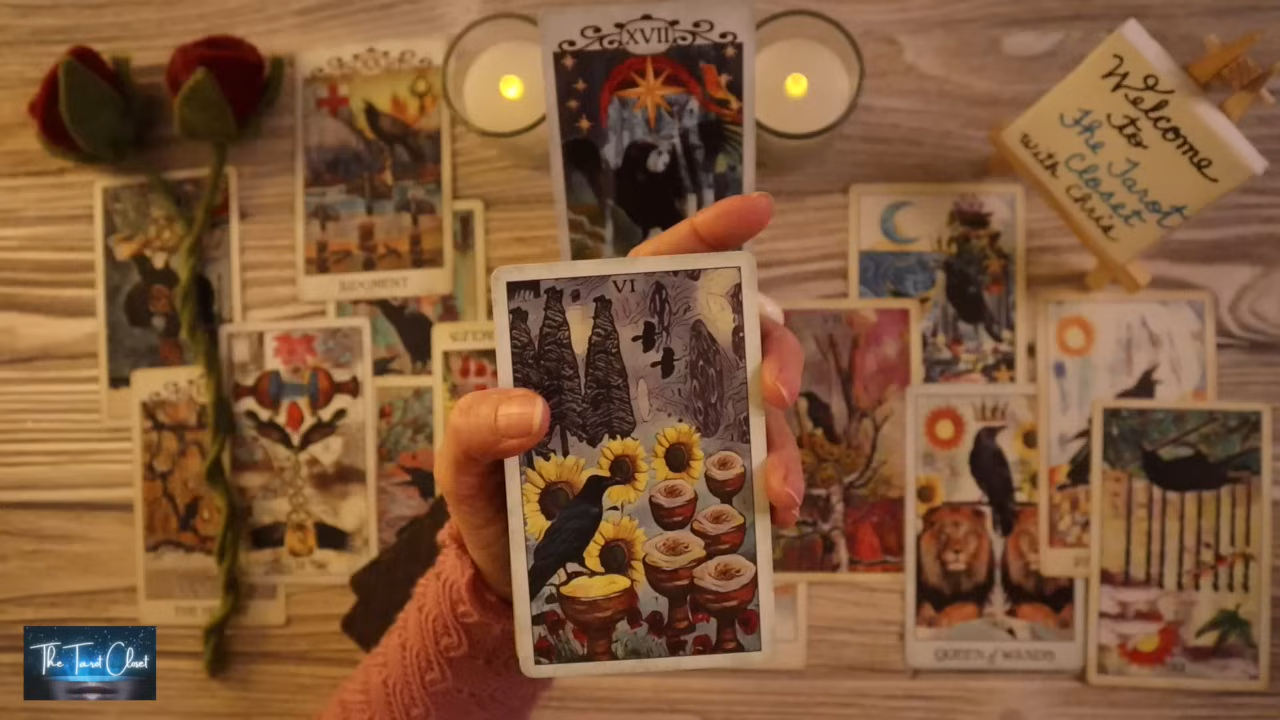 XVII
Welcome
to
The Tarot
Closet
with Chris
JUDGMENT
VI
QUEEN of WANDS
The Tarot Closet